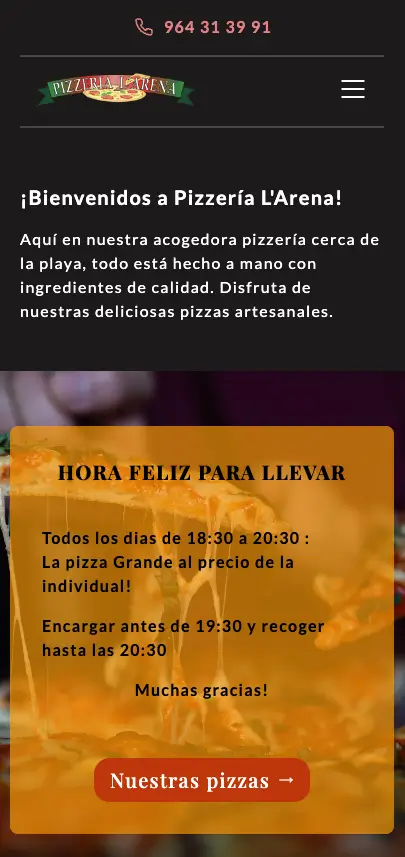 964 31 39 91
PIZZERIA L'ARENA
¡Bienvenidos a Pizzería L'Arena!
Aquí en nuestra acogedora pizzería cerca de
la playa, todo está hecho a mano con
ingredientes de calidad. Disfruta de
nuestras deliciosas pizzas artesanales.
HORA FELIZ PARA LLEVAR
Todos los dias de 18:30 a 20:30 :
La pizza Grande al precio de la
individual!
Encargar antes de 19:30 y recoger
hasta las 20:30
Muchas gracias!
Nuestras pizzas →